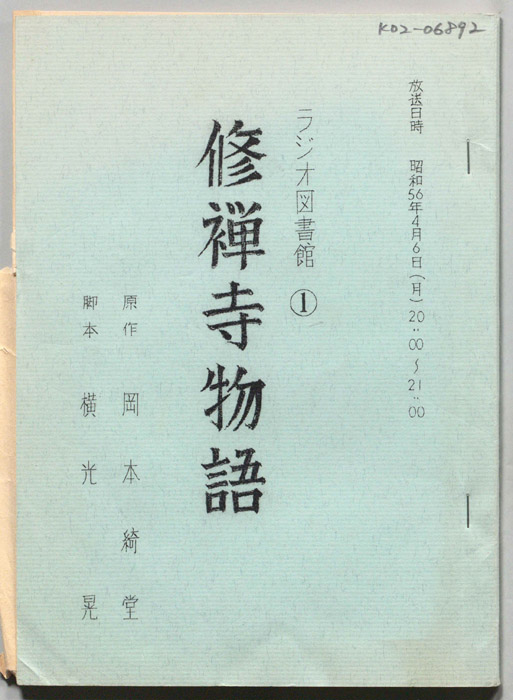 K02-06892
放送日時 昭和56年4月6日(月)20:00～21:00
ラジオ図書館 ①
修禅寺物語
原作 岡本綺堂
脚本 横光晃